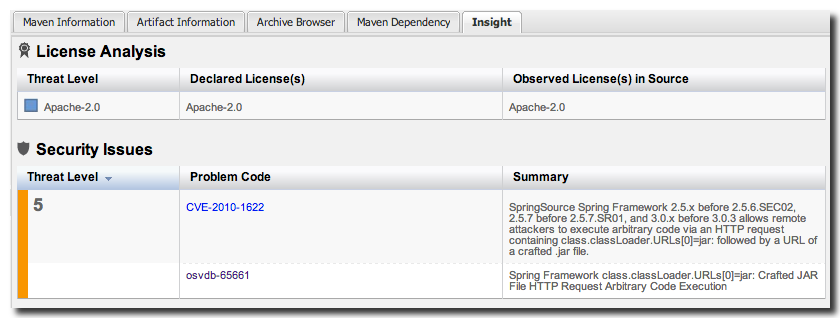 Maven Information Artifact Information Archive Browser Maven Dependency Insight
License Analysis
Threat Level Declared License(s) Observed License(s) in Source
Apache-2.0 Apache-2.0 Apache-2.0
Security Issues
Threat Level Problem Code Summary
5 CVE-2010-1622 SpringSource Spring Framework 2.5.x before 2.5.6.SEC02,
2.5.7 before 2.5.7.SR01, and 3.0.x before 3.0.3 allows remote
attackers to execute arbitrary code via an HTTP request
containing class.classLoader.URLs[0]=jar: followed by a URL of
a crafted .jar file.
osvdb-65661 Spring Framework class.classLoader.URLs[0]=jar: Crafted JAR
File HTTP Request Arbitrary Code Execution